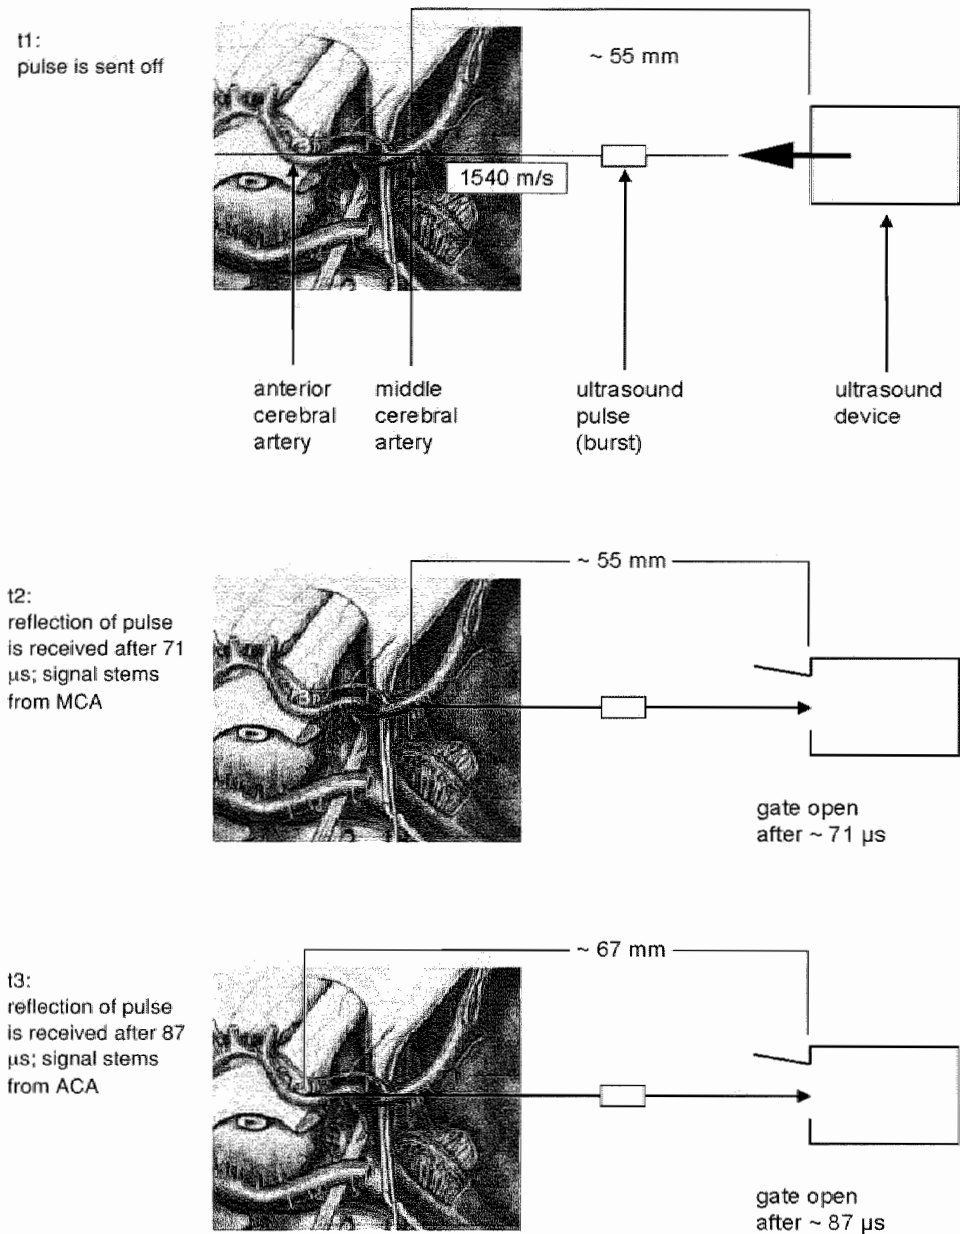 t1:
pulse is sent off
~ 55 mm
1540 m/s
anterior
cerebral
artery
middle
cerebral
artery
ultrasound
pulse
(burst)
ultrasound
device
t2:
reflection of pulse
is received after 71
μs; signal stems
from MCA
~ 55 mm
gate open
after ~ 71 μs
t3:
reflection of pulse
is received after 87
μs; signal stems
from ACA
~ 67 mm
gate open
after ~ 87 μs